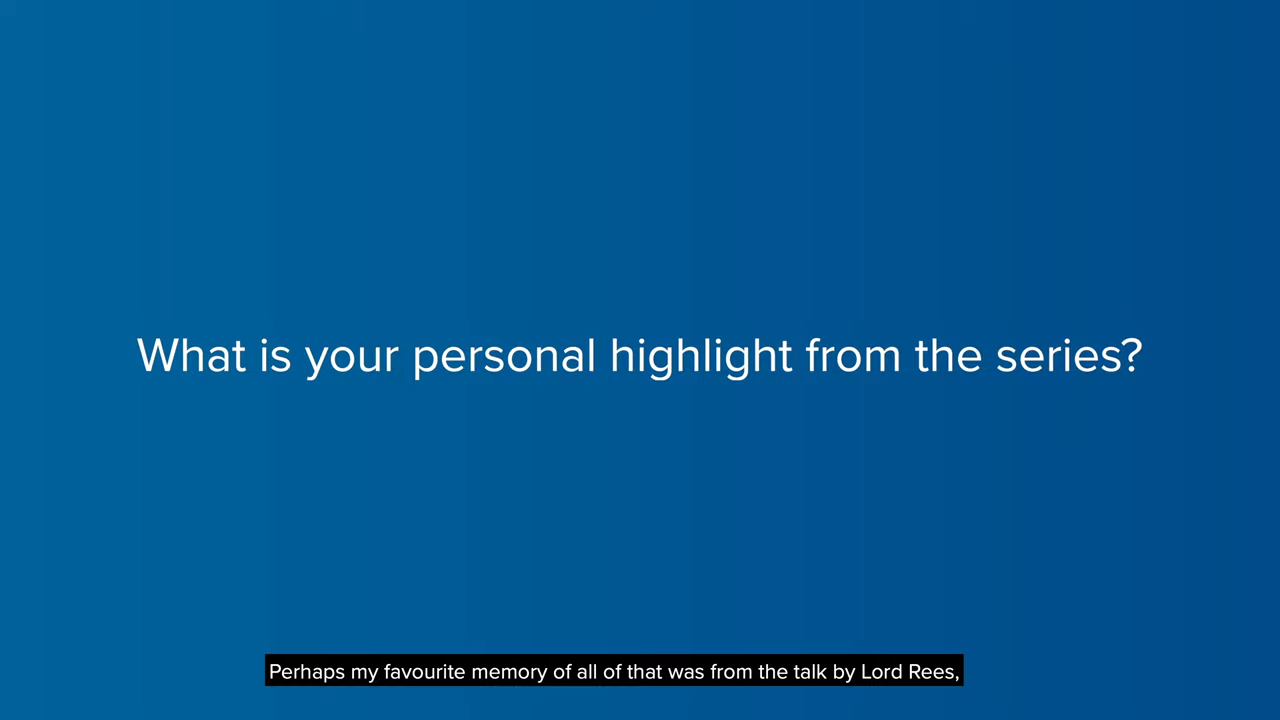 What is your personal highlight from the series?
Perhaps my favourite memory of all of that was from the talk by Lord Rees,